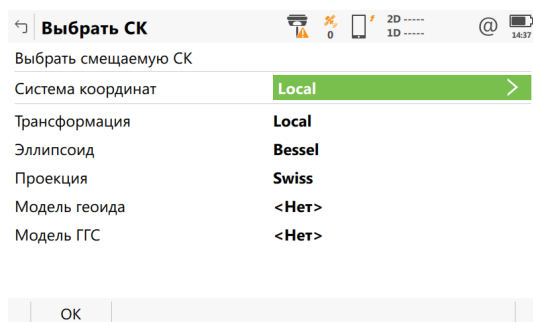 Выбрать СК
0
2D -----
1D -----
@
14:37
Выбрать смещаемую СК
Система координат Local
Трансформация Local
Эллипсоид Bessel
Проекция Swiss
Модель геоида <Нет>
Модель ГГС <Нет>
OK